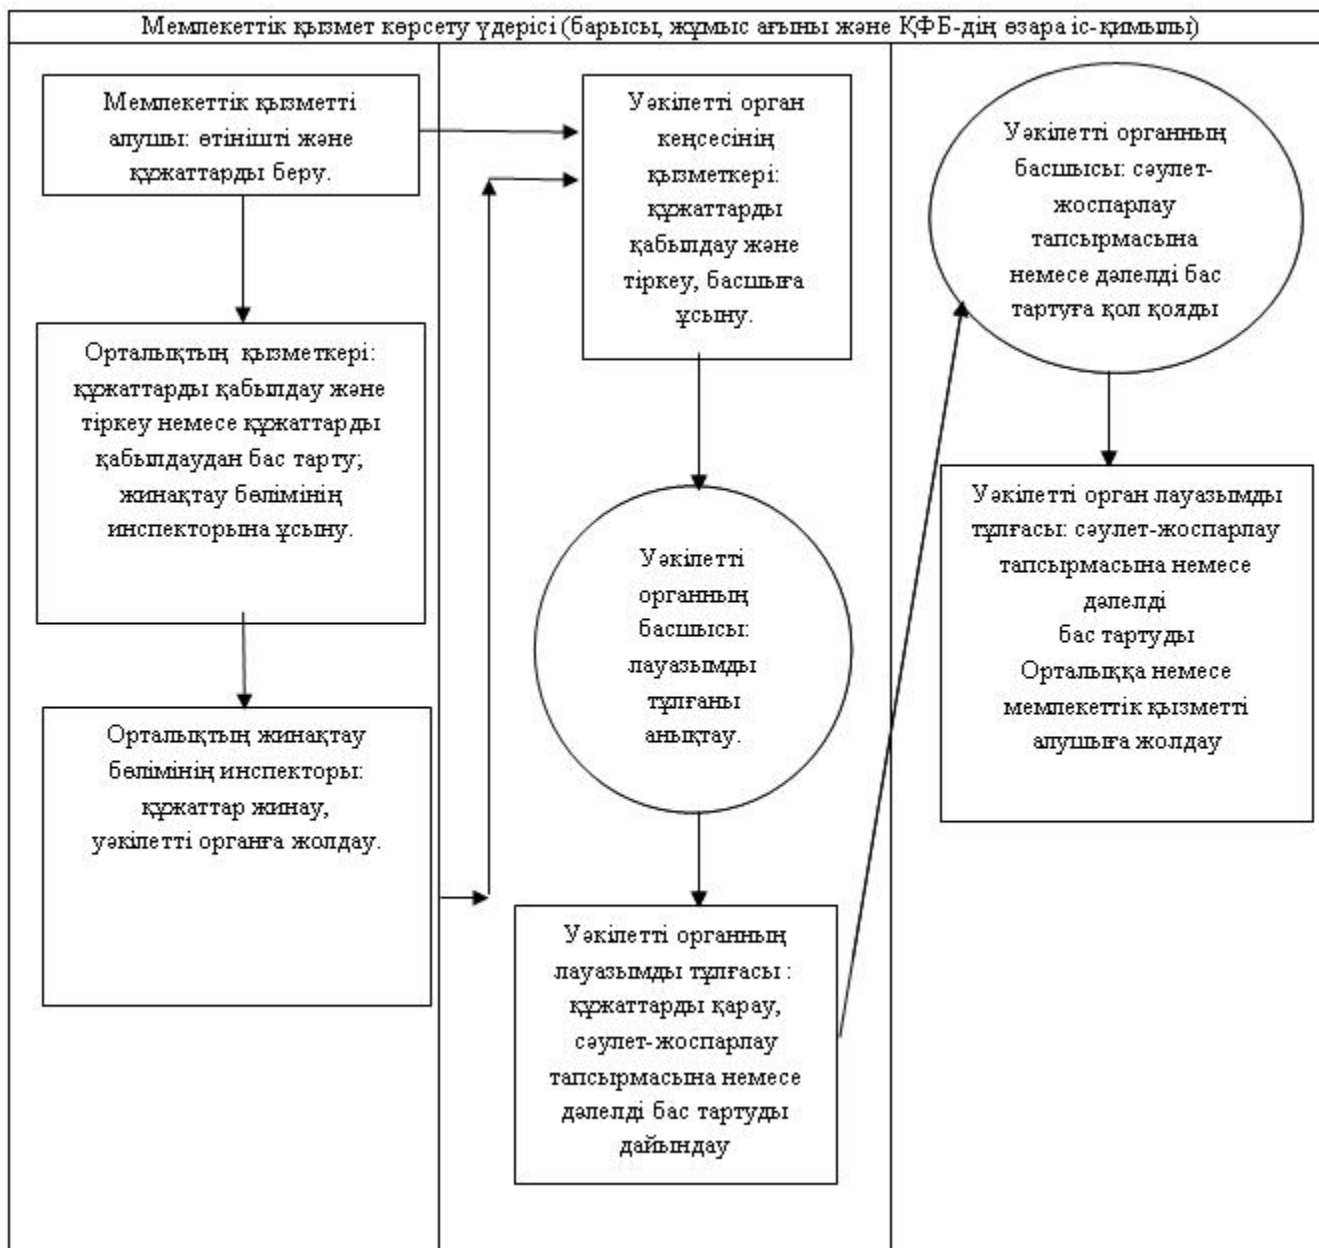 Мемлекеттік қызмет көрсету үдерісі (барысы, жұмыс ағыны және ҚФБ-дің өзара іс-қимылы)
Мемлекеттік қызметті
алушы: өтінішті және
құжаттарды беру.
Орталықтың қызметкері:
құжаттарды қабылдау және
тіркеу немесе құжаттарды
қабылдаудан бас тарту;
жинақтау бөлімінің
инспекторына ұсыну.
Орталықтың жинақтау
бөлімінің инспекторы:
құжаттар жинау,
уәкілетті органға жолдау.
Уәкілетті орган
кеңсесінің
қызметкері:
құжаттарды
қабылдау және
тіркеу, басшыға
ұсыну.
Уәкілетті
органның
басшысы:
лауазымды
тұлғаны
анықтау.
Уәкілетті органның
лауазымды тұлғасы :
құжаттарды қарау,
сәулет-жоспарлау
тапсырмасына немесе
дәлелді бас тартуды
дайындау
Уәкілетті органның
басшысы: сәулет-
жоспарлау
тапсырмасына
немесе дәлелді бас
тартуға қол қояды
Уәкілетті орган лауазымды
тұлғасы: сәулет-жоспарлау
тапсырмасына немесе
дәлелді
бас тартуды
Орталыққа немесе
мемлекеттік қызметті
алушыға жолдау